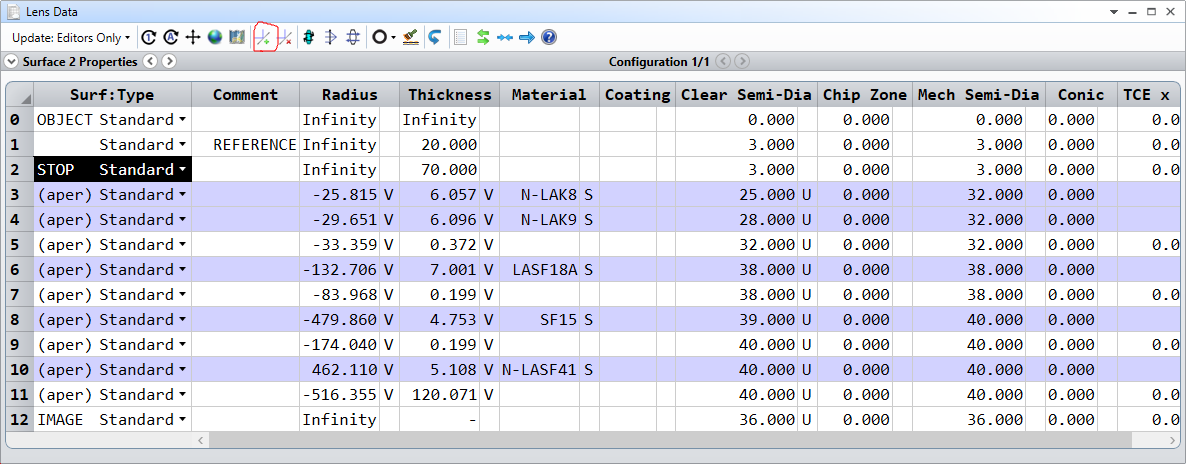 Lens Data
Update: Editors Only
Surface 2 Properties Configuration 1/1
Surf:Type Comment Radius Thickness Material Coating Clear Semi-Dia Chip Zone Mech Semi-Dia Conic TCE x
0 OBJECT Standard Infinity Infinity 0.000 0.000 0.000 0.000 0.0
1 Standard REFERENCE Infinity 20.000 3.000 0.000 3.000 0.000 0.0
2 STOP Standard Infinity 70.000 3.000 0.000 3.000 0.000 0.0
3 (aper) Standard -25.815 V 6.057 V N-LAK8 S 25.000 U 0.000 32.000 0.000
4 (aper) Standard -29.651 V 6.096 V N-LAK9 S 28.000 U 0.000 32.000 0.000
5 (aper) Standard -33.359 V 0.372 V 32.000 U 0.000 32.000 0.000 0.0
6 (aper) Standard -132.706 V 7.001 V LASF18A S 38.000 U 0.000 38.000 0.000
7 (aper) Standard -83.968 V 0.199 V 38.000 U 0.000 38.000 0.000 0.0
8 (aper) Standard -479.860 V 4.753 V SF15 S 39.000 U 0.000 40.000 0.000
9 (aper) Standard -174.040 V 0.199 V 40.000 U 0.000 40.000 0.000 0.0
10 (aper) Standard 462.110 V 5.108 V N-LASF41 S 40.000 U 0.000 40.000 0.000
11 (aper) Standard -516.355 V 120.071 V 40.000 U 0.000 40.000 0.000 0.0
12 IMAGE Standard Infinity - 36.000 U 0.000 36.000 0.000 0.0